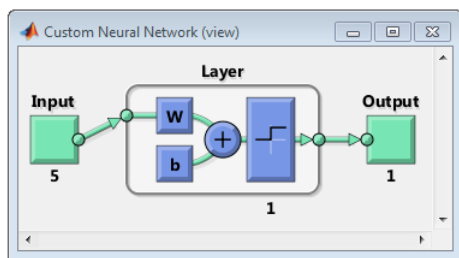 Custom Neural Network (view)
Layer
Input
Output
W
b
+
5
1
1